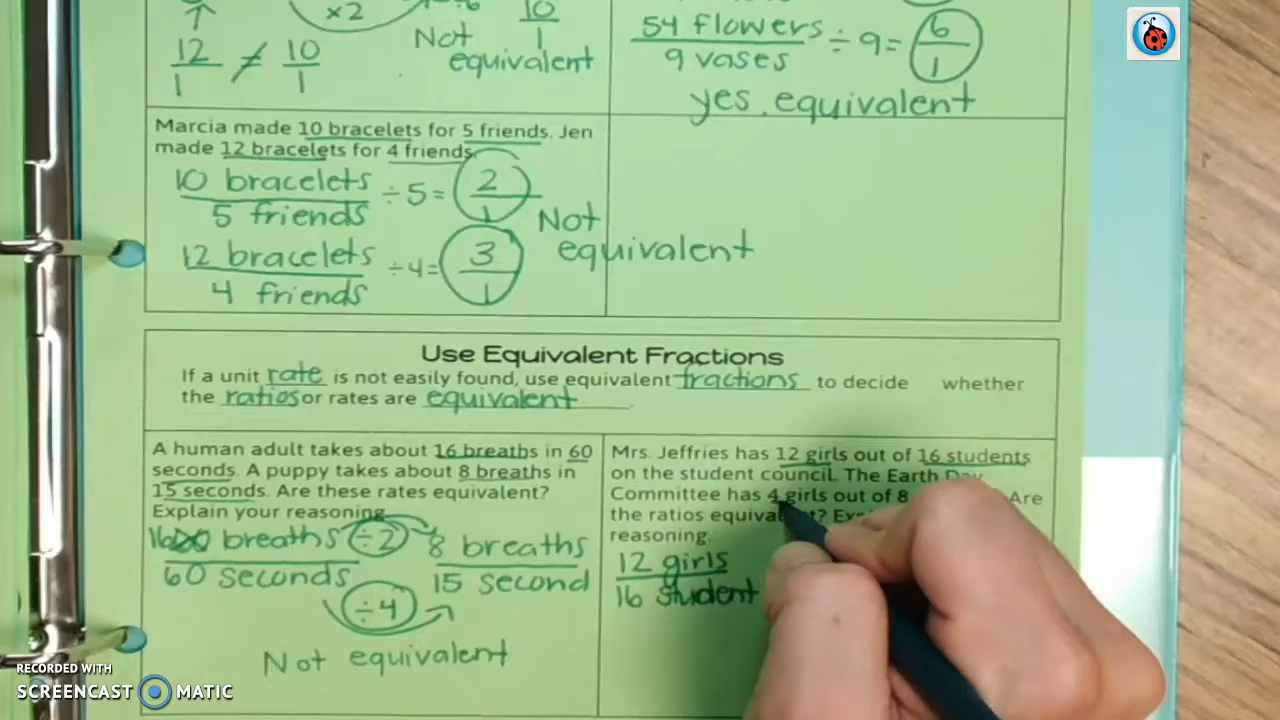 ×2
10
1
12
1
≠
10
1
Not
equivalent
54 flowers
9 vases
÷ 9 =
6
1
yes equivalent
Marcia made 10 bracelets for 5 friends. Jen
made 12 bracelets for 4 friends.
10 bracelets
5 friends
÷ 5 =
2
1
12 bracelets
4 friends
÷ 4 =
3
1
Not
equivalent
Use Equivalent Fractions
If a unit rate is not easily found, use equivalent fractions to decide whether
the ratios or rates are equivalent.
A human adult takes about 16 breaths in 60
seconds. A puppy takes about 8 breaths in
15 seconds. Are these rates equivalent?
Explain your reasoning.
16 breaths
60 seconds
÷2
8 breaths
15 second
÷4
Not equivalent
Mrs. Jeffries has 12 girls out of 16 students
on the student council. The Earth Day
Committee has 4 girls out of 8 Are
the ratios equivalent?
reasoning.
12 girls
16 student
RECORDED WITH
SCREENCAST MATIC